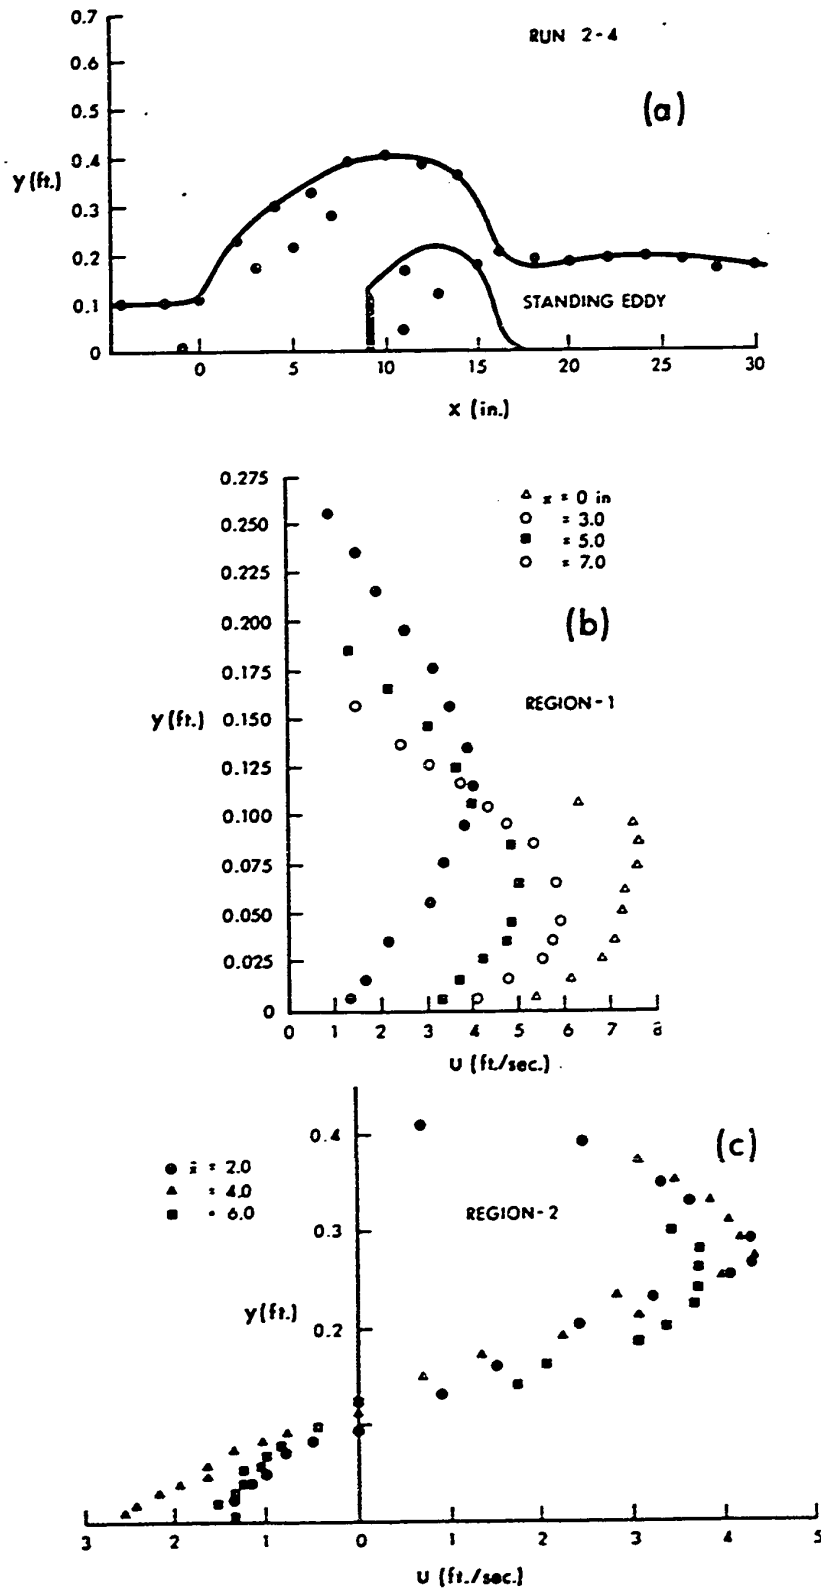 RUN 2-4
(a)
0.7
0.6
0.5
0.4
0.3
0.2
0.1
0
y (ft.)
STANDING EDDY
0 5 10 15 20 25 30
x (in.)
(b)
x = 0 in
= 3.0
= 5.0
= 7.0
REGION-1
0.275
0.250
0.225
0.200
0.175
0.150
0.125
0.100
0.075
0.050
0.025
0
y (ft.)
0 1 2 3 4 5 6 7 8
U (ft./sec.)
(c)
= 2.0
= 4.0
= 6.0
REGION-2
0.4
0.3
0.2
y (ft.)
3 2 1 0 1 2 3 4 5
U (ft./sec.)